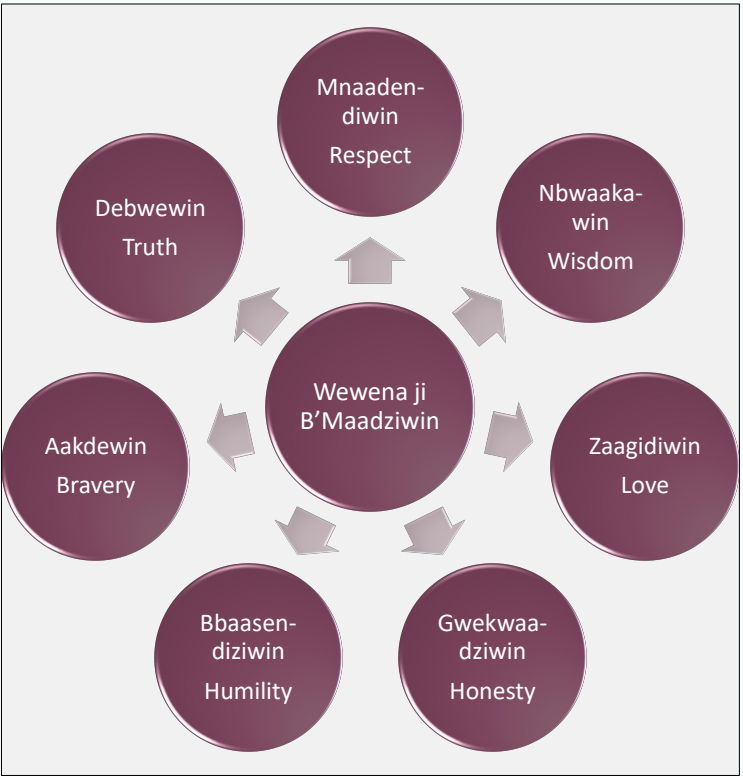 Mnaaden-
diwin
Respect
Nbwaaka-
win
Wisdom
Zaagidiwin
Love
Gwekwaa-
dziwin
Honesty
Bbaasen-
diziwin
Humility
Aakdewin
Bravery
Debwewin
Truth
Wewena ji
B’Maadziwin